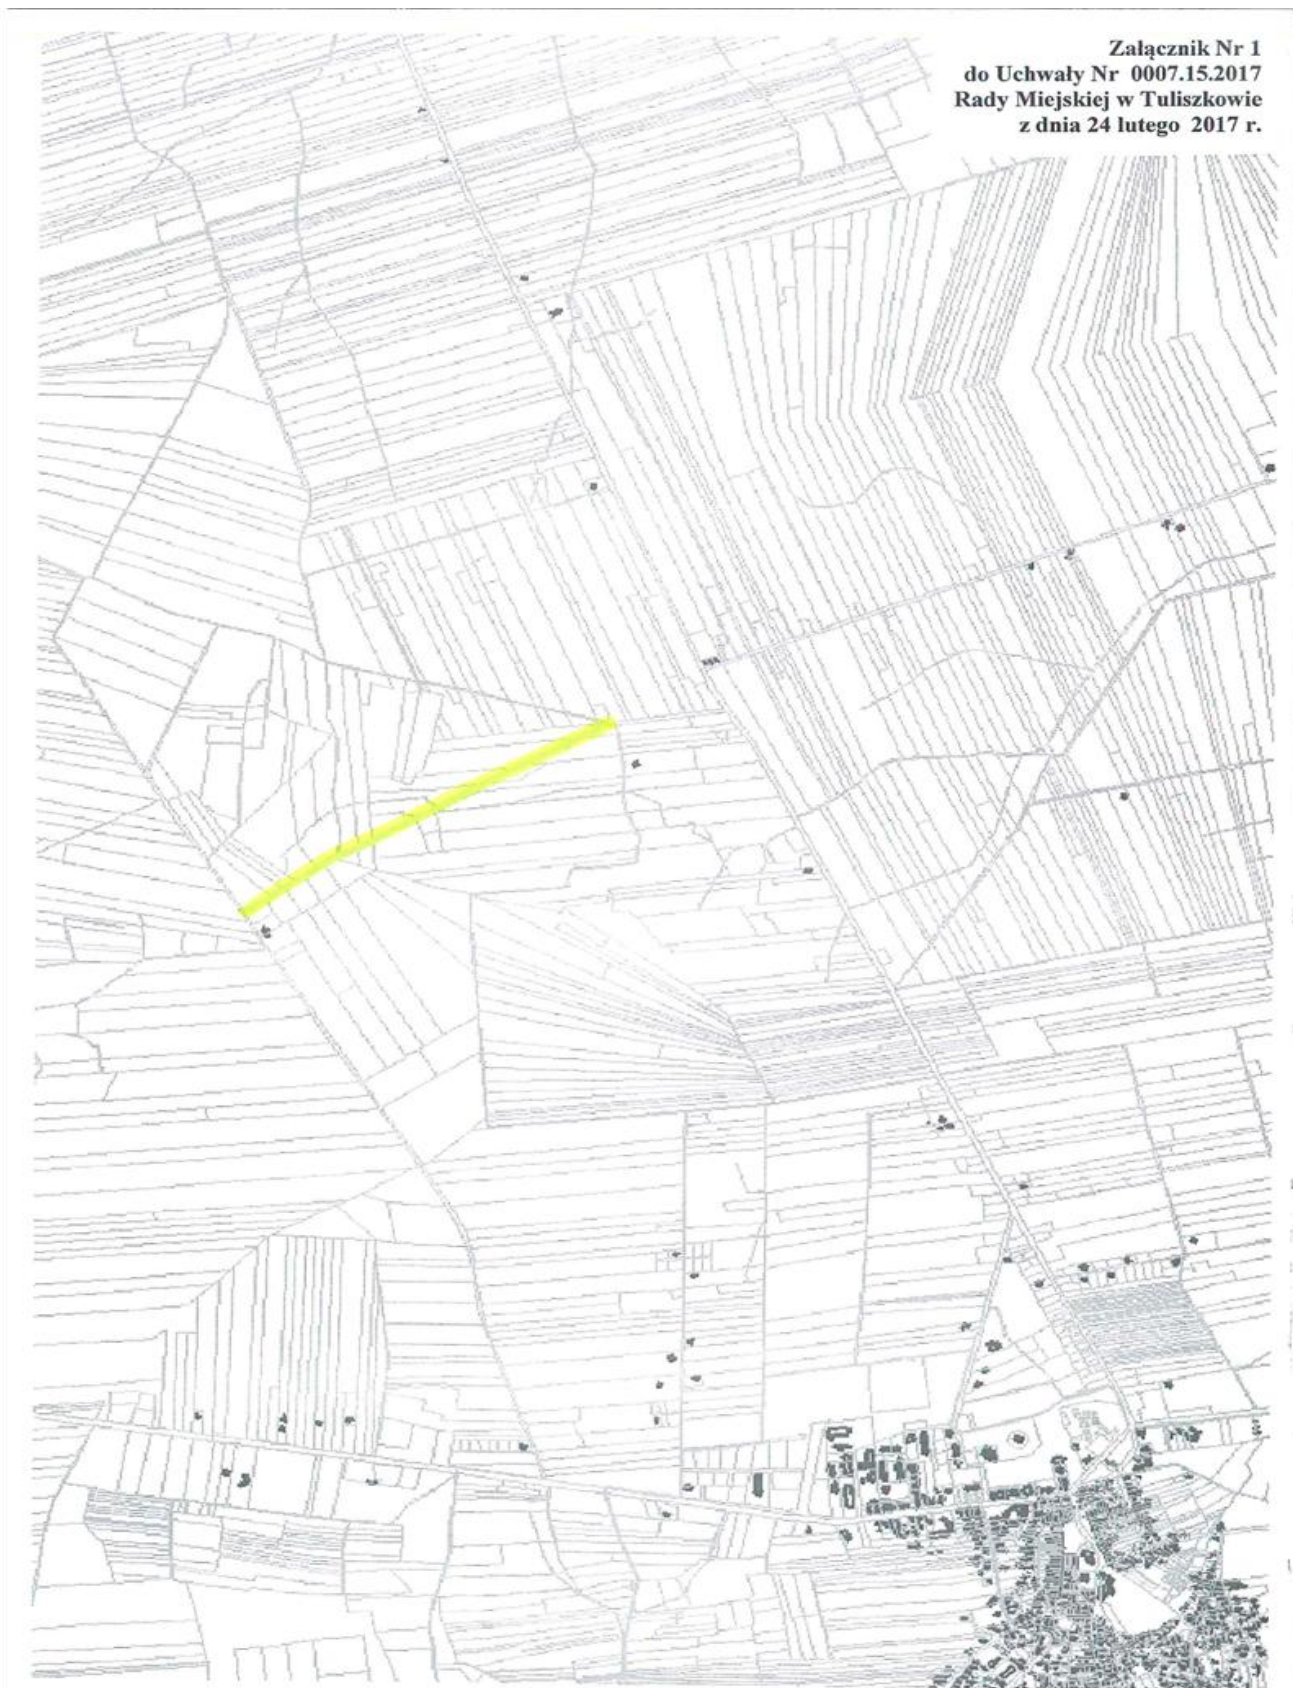 Załącznik Nr 1
do Uchwały Nr 0007.15.2017
Rady Miejskiej w Tuliszkowie
z dnia 24 lutego 2017 r.